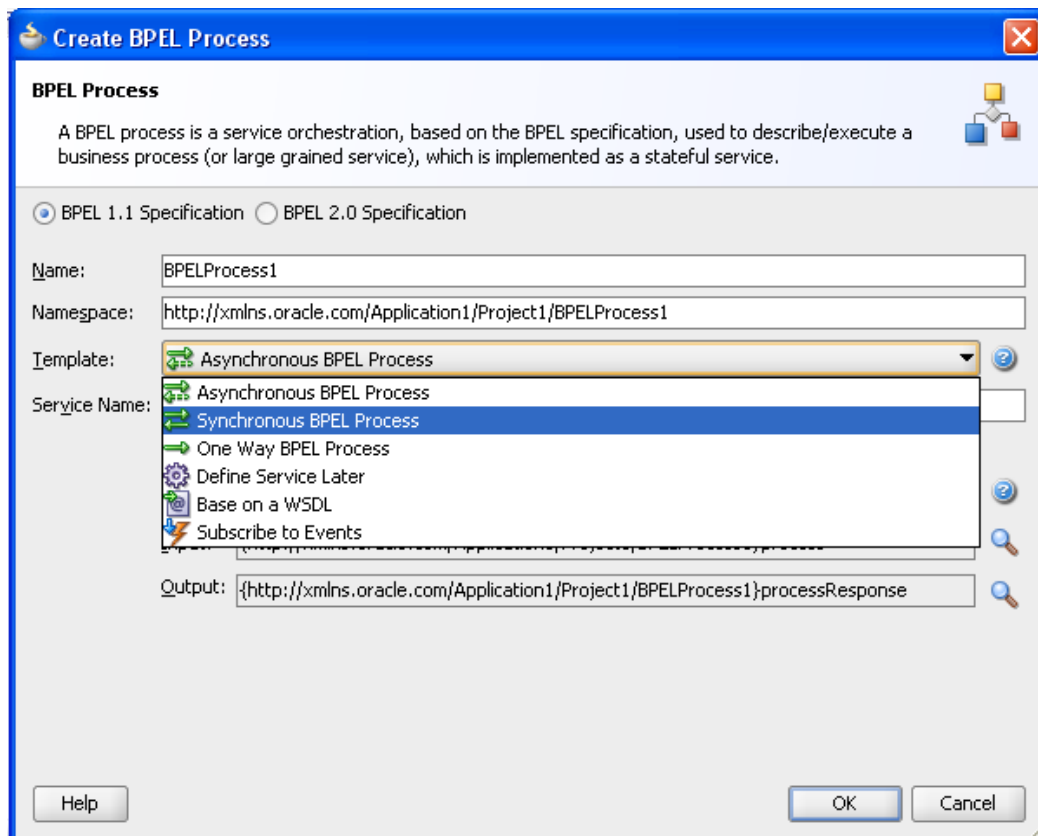 Create BPEL Process
BPEL Process
A BPEL process is a service orchestration, based on the BPEL specification, used to describe/execute a
business process (or large grained service), which is implemented as a stateful service.
BPEL 1.1 Specification BPEL 2.0 Specification
Name: BPELProcess1
Namespace: http://xmlns.oracle.com/Application1/Project1/BPELProcess1
Template: Asynchronous BPEL Process
Asynchronous BPEL Process
Service Name:
Synchronous BPEL Process
One Way BPEL Process
Define Service Later
Base on a WSDL
Subscribe to Events
Output: {http://xmlns.oracle.com/Application1/Project1/BPELProcess1}processResponse
Help OK Cancel